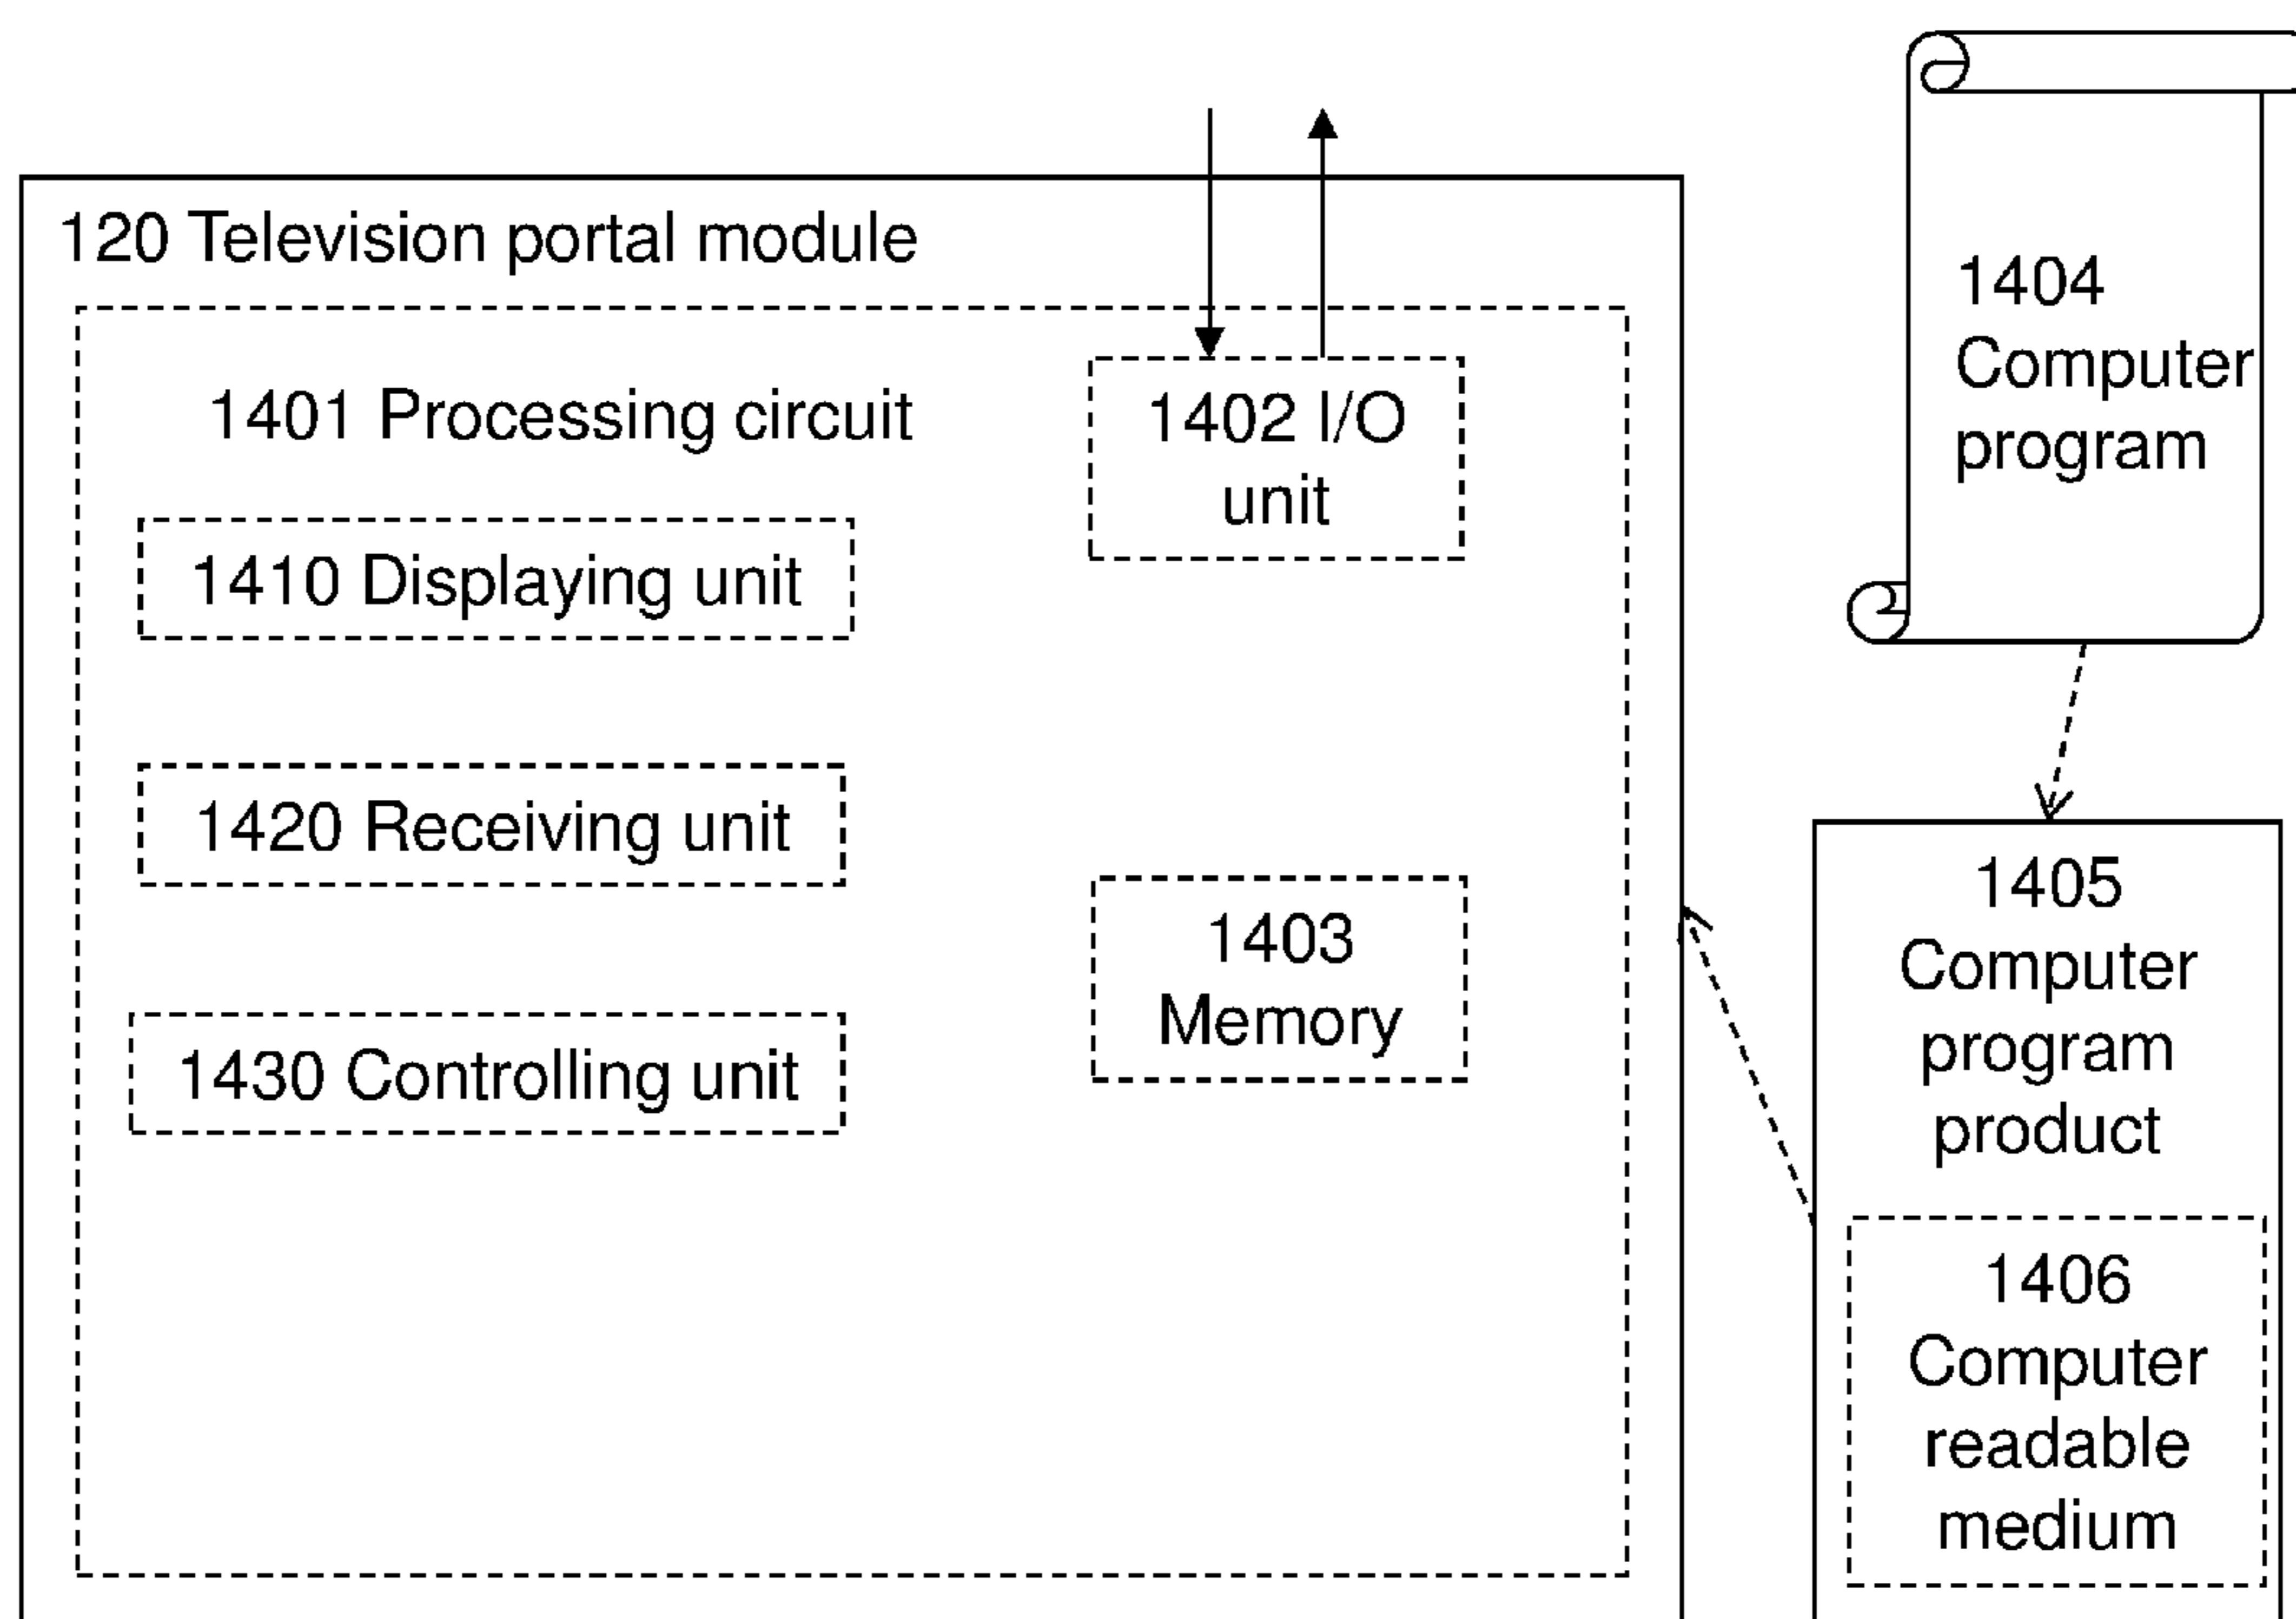 120 Television portal module
1401 Processing circuit
1402 I/O
unit
1410 Displaying unit
1420 Receiving unit
1403
Memory
1430 Controlling unit
1404
Computer
program
1405
Computer
program
product
1406
Computer
readable
medium